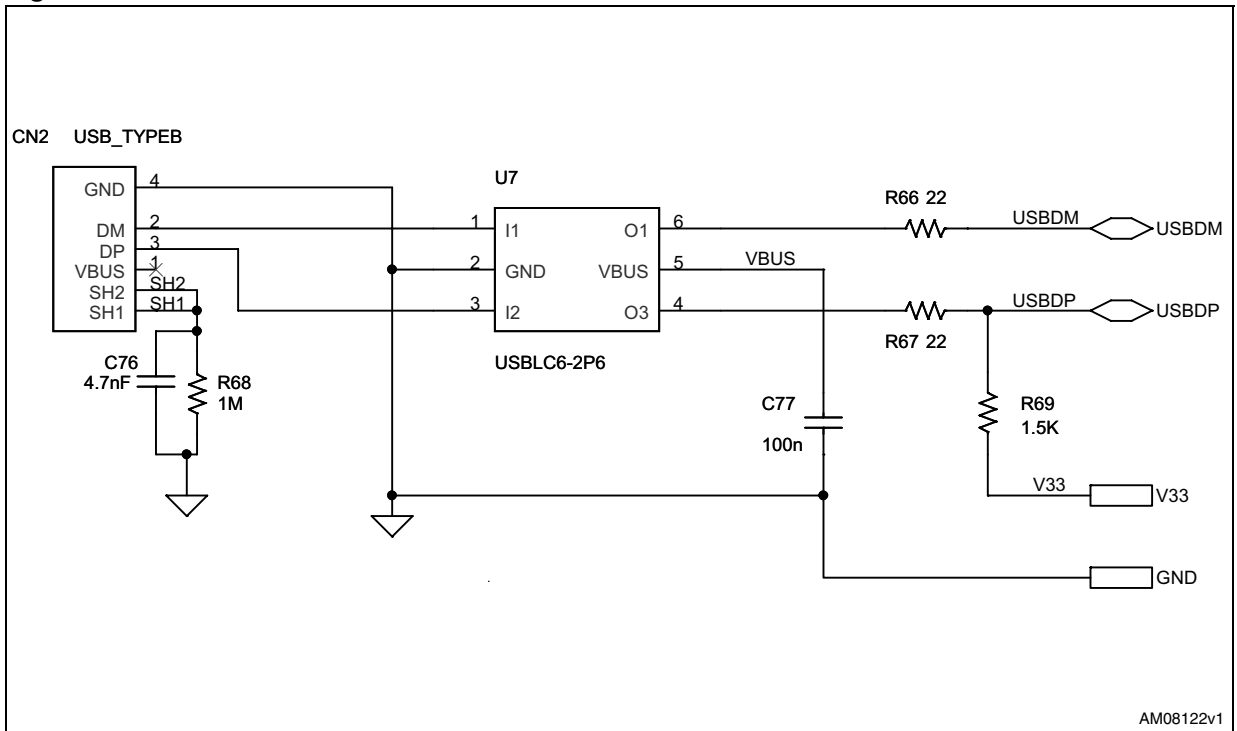 CN2 USB_TYPEB
GND 4
DM 2
DP 3
VBUS 1
SH2 SH2
SH1 SH1
C76
4.7nF
R68
1M
U7
1 I1 O1 6
2 GND VBUS 5
3 I2 O3 4
USBLC6-2P6
VBUS
R66 22
USBDM
USBDM
USBDP
USBDP
R67 22
C77
100n
R69
1.5K
V33
V33
GND
AM08122v1